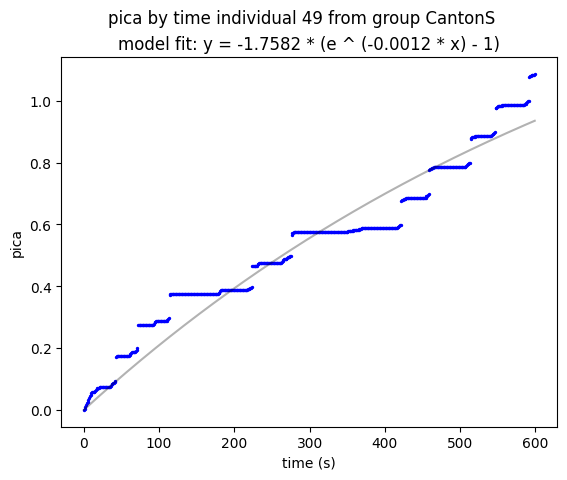 pica by time individual 49 from group CantonS
model fit: y = -1.7582 * (e ^ (-0.0012 * x) - 1)
1.0
0.8
0.6
0.4
0.2
0.0
pica
0 100 200 300 400 500 600
time (s)